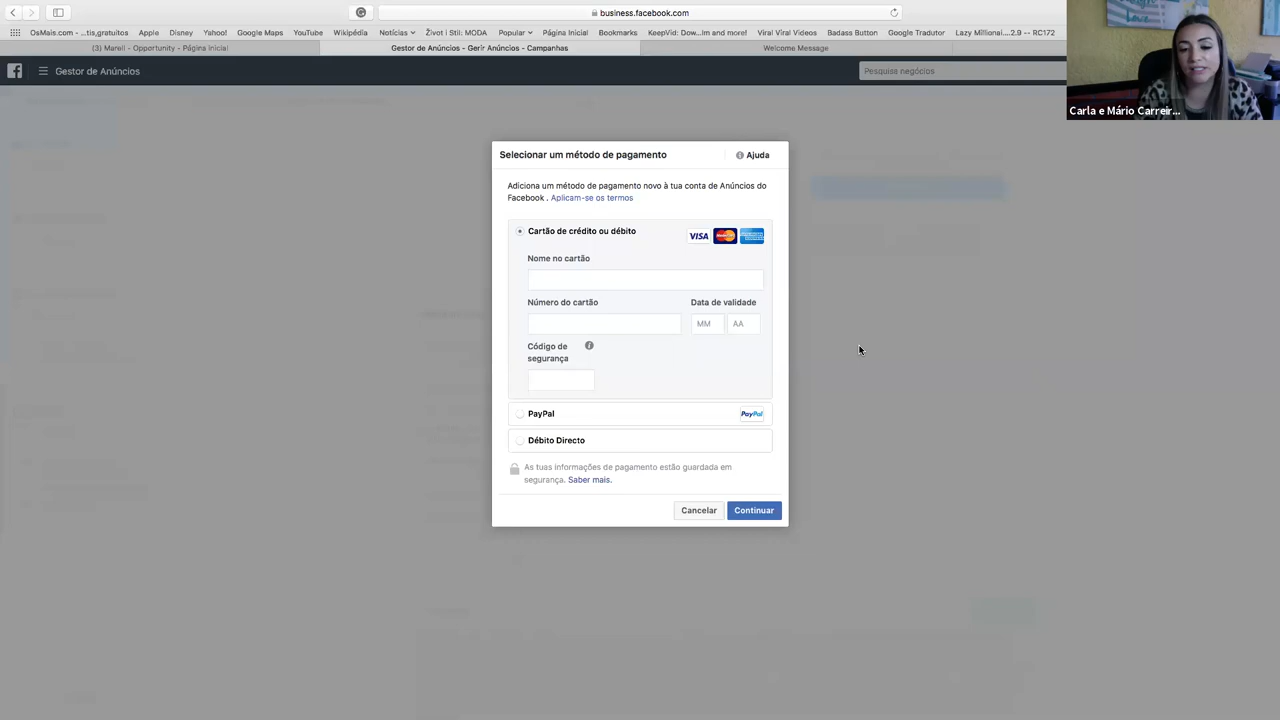 business.facebook.com
OsMais.com - ...tis,gratuitos Apple Disney Yahoo! Google Maps YouTube Wikipédia Notícias Život i Stil: MODA Popular Página Inicial Bookmarks KeepVid: Dow...im and more! Viral Viral Videos Badass Button Google Tradutor Lazy Millionai....2.9 -- RC172
(3) Mareli - Opportunity - Página inicial
Gestor de Anúncios - Gerir Anúncios - Campanhas
Welcome Message
Gestor de Anúncios
Pesquise negócios
Carla e Mário Carreir...
Selecionar um método de pagamento
Ajuda
Adiciona um método de pagamento novo à tua conta de Anúncios do
Facebook . Aplicam-se os termos
Cartão de crédito ou débito
VISA
Nome no cartão
Número do cartão
Data de validade
MM
AA
Código de
segurança
PayPal
PayPal
Débito Directo
As tuas informações de pagamento estão guardada em
segurança. Saber mais.
Cancelar
Continuar